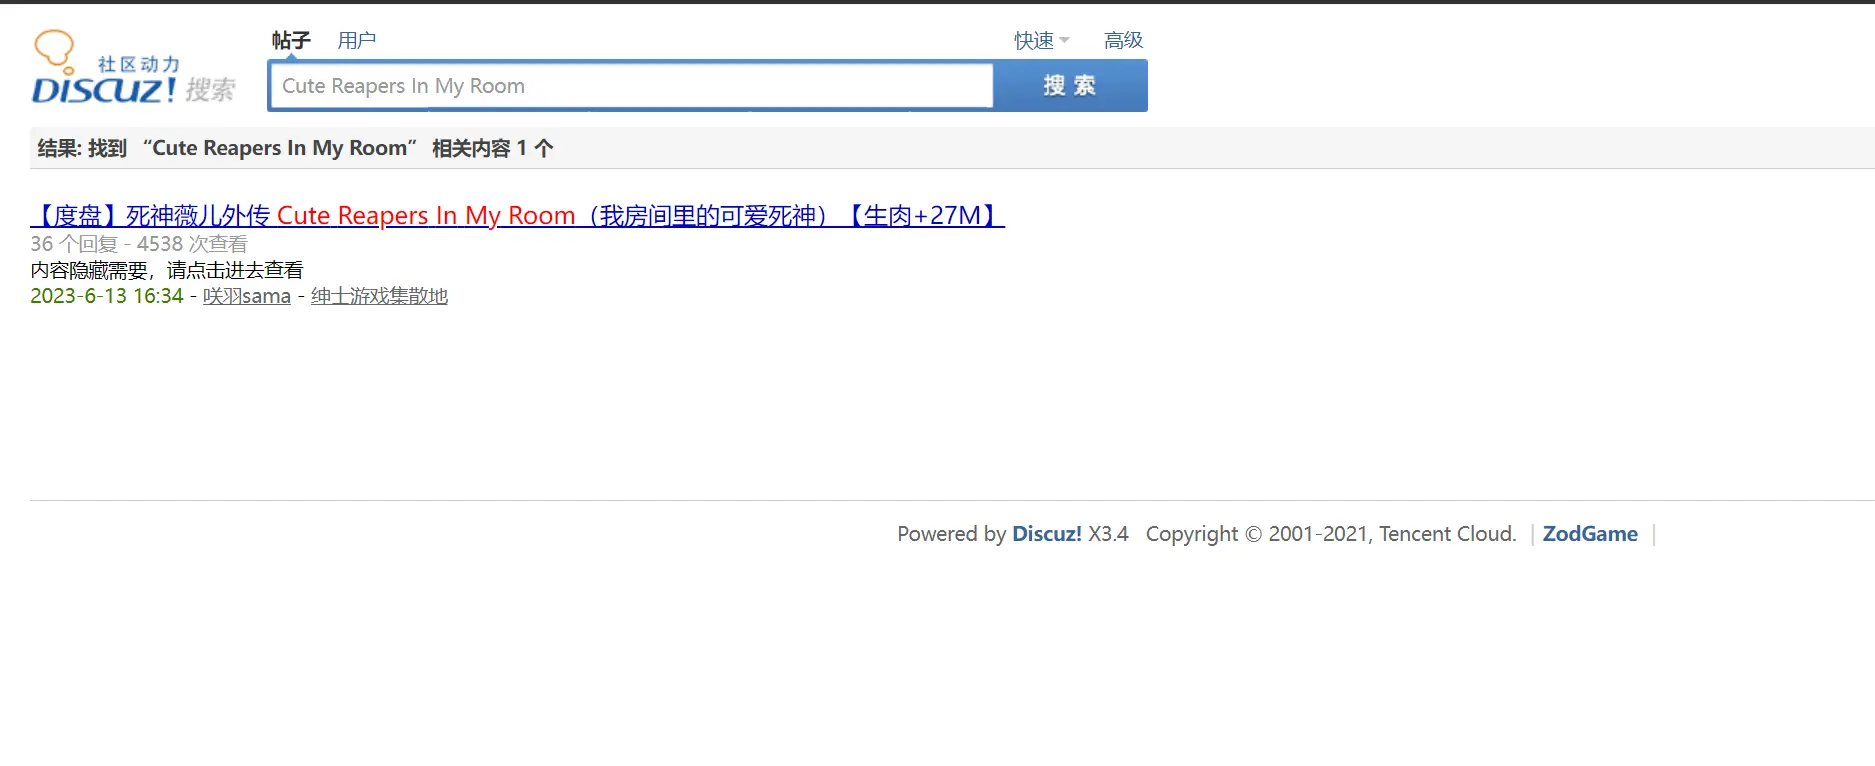 帖子 用户 快速 高级
社区动力
DISCUZ! 搜索
Cute Reapers In My Room 搜索
结果: 找到 “Cute Reapers In My Room” 相关内容 1 个
【度盘】死神薇儿外传 Cute Reapers In My Room（我房间里的可爱死神）【生肉+27M】
36 个回复 - 4538 次查看
内容隐藏需要，请点击进去查看
2023-6-13 16:34 - 咲羽sama - 绅士游戏集散地
Powered by Discuz! X3.4 Copyright © 2001-2021, Tencent Cloud. | ZodGame |